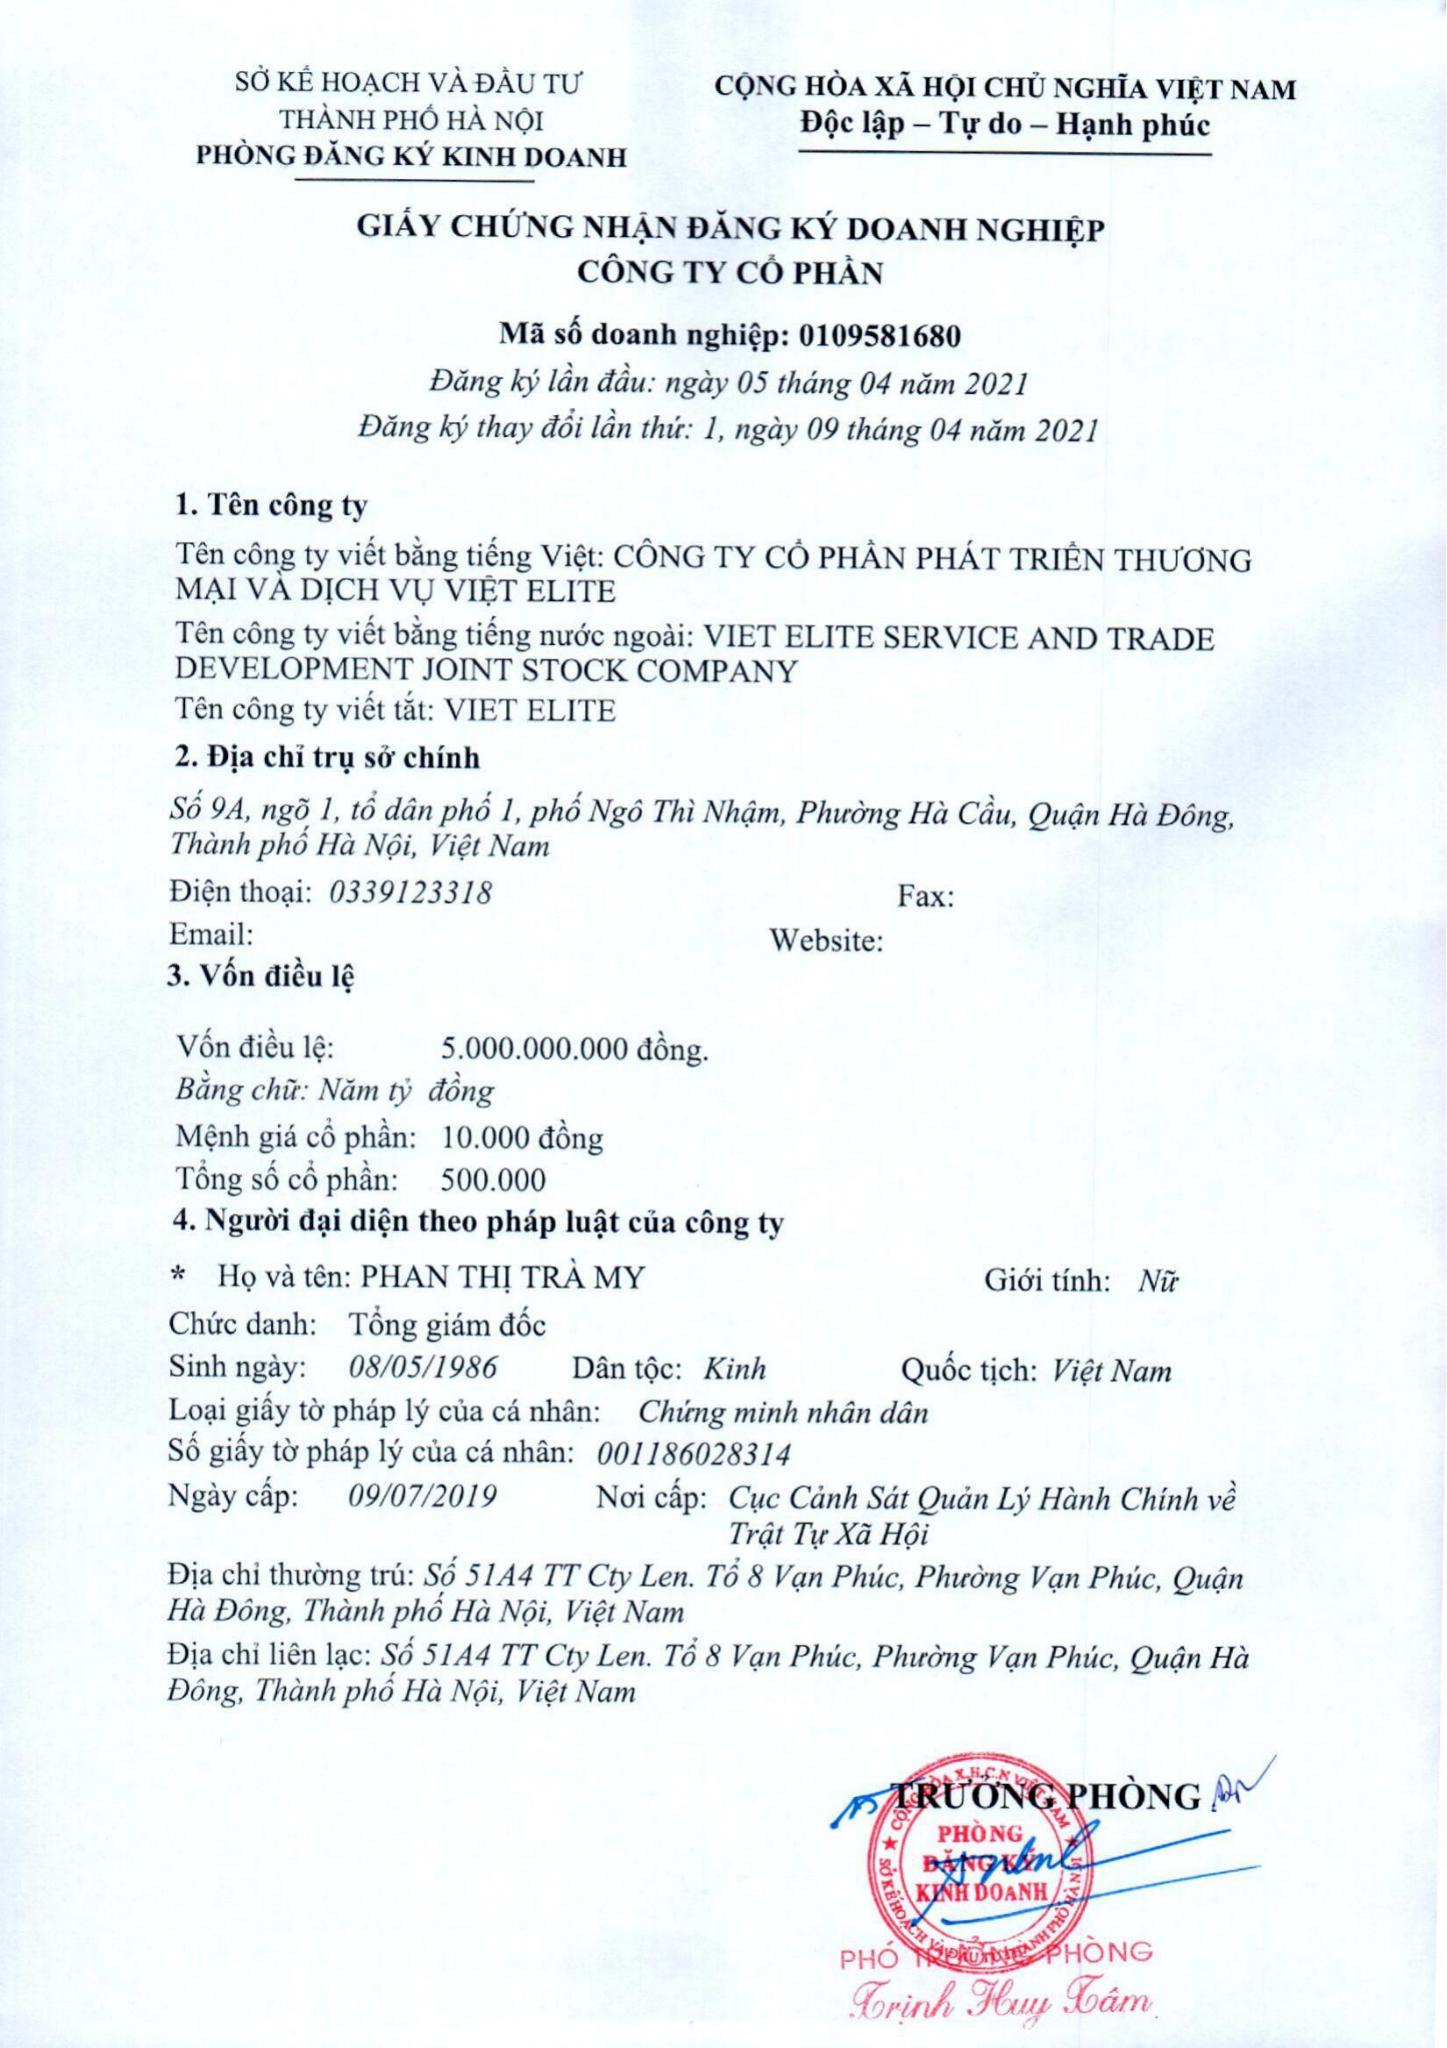 SỞ KẾ HOẠCH VÀ ĐẦU TƯ
THÀNH PHỐ HÀ NỘI
PHÒNG ĐĂNG KÝ KINH DOANH
CỘNG HÒA XÃ HỘI CHỦ NGHĨA VIỆT NAM
Độc lập – Tự do – Hạnh phúc
GIẤY CHỨNG NHẬN ĐĂNG KÝ DOANH NGHIỆP
CÔNG TY CỔ PHẦN
Mã số doanh nghiệp: 0109581680
Đăng ký lần đầu: ngày 05 tháng 04 năm 2021
Đăng ký thay đổi lần thứ: 1, ngày 09 tháng 04 năm 2021
1. Tên công ty
Tên công ty viết bằng tiếng Việt: CÔNG TY CỔ PHẦN PHÁT TRIỂN THƯƠNG
MẠI VÀ DỊCH VỤ VIỆT ELITE
Tên công ty viết bằng tiếng nước ngoài: VIET ELITE SERVICE AND TRADE
DEVELOPMENT JOINT STOCK COMPANY
Tên công ty viết tắt: VIET ELITE
2. Địa chỉ trụ sở chính
Số 9A, ngõ 1, tổ dân phố 1, phố Ngô Thì Nhậm, Phường Hà Cầu, Quận Hà Đông,
Thành phố Hà Nội, Việt Nam
Điện thoại: 0339123318 Fax:
Email: Website:
3. Vốn điều lệ
Vốn điều lệ: 5.000.000.000 đồng.
Bằng chữ: Năm tỷ đồng
Mệnh giá cổ phần: 10.000 đồng
Tổng số cổ phần: 500.000
4. Người đại diện theo pháp luật của công ty
* Họ và tên: PHAN THỊ TRÀ MY Giới tính: Nữ
Chức danh: Tổng giám đốc
Sinh ngày: 08/05/1986 Dân tộc: Kinh Quốc tịch: Việt Nam
Loại giấy tờ pháp lý của cá nhân: Chứng minh nhân dân
Số giấy tờ pháp lý của cá nhân: 001186028314
Ngày cấp: 09/07/2019 Nơi cấp: Cục Cảnh Sát Quản Lý Hành Chính về
Trật Tự Xã Hội
Địa chỉ thường trú: Số 51A4 TT Cty Len. Tổ 8 Vạn Phúc, Phường Vạn Phúc, Quận
Hà Đông, Thành phố Hà Nội, Việt Nam
Địa chỉ liên lạc: Số 51A4 TT Cty Len. Tổ 8 Vạn Phúc, Phường Vạn Phúc, Quận Hà
Đông, Thành phố Hà Nội, Việt Nam
TRƯỞNG PHÒNG
CỘNG HÒA X.H.C.N VIỆT NAM
PHÒNG
ĐĂNG KÝ
KINH DOANH
SỞ KẾ HOẠCH VÀ ĐẦU TƯ THÀNH PHỐ HÀ NỘI
PHÓ TRƯỞNG PHÒNG
Trịnh Huy Tâm